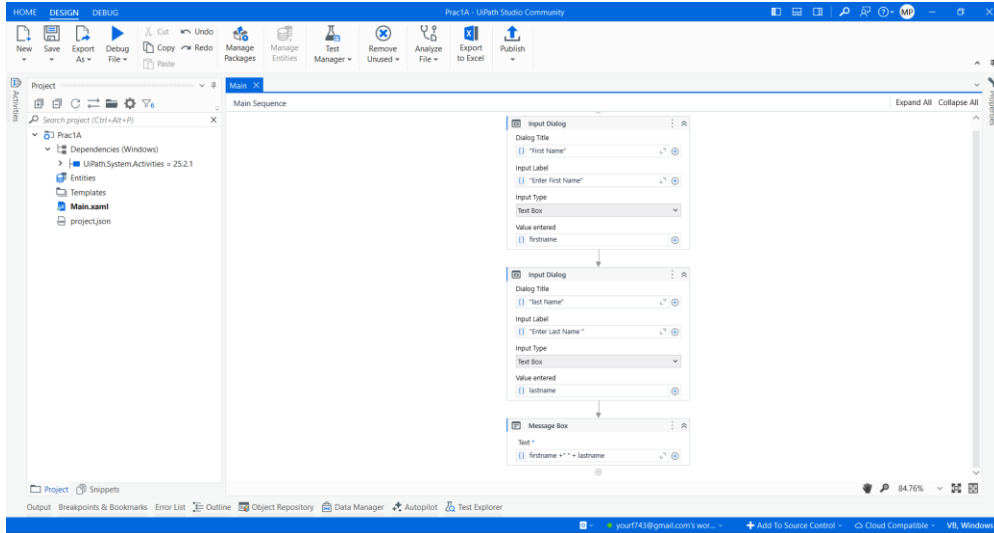 HOME DESIGN DEBUG Prac1A - UiPath Studio Community MP
New Save Export As Debug File Cut Copy Paste Undo Redo Manage Packages Manage Entities Test Manager Remove Unused Analyze File Export to Excel Publish
Activities
Project
Search project (Ctrl+Alt+P)
Prac1A
Dependencies (Windows)
UiPath.System.Activities = 25.2.1
Entities
Templates
Main.xaml
project.json
Project Snippets
Main
Main Sequence Expand All Collapse All
Properties
Input Dialog
Dialog Title
"First Name"
Input Label
"Enter First Name"
Input Type
Text Box
Value entered
firstname
Input Dialog
Dialog Title
"last Name"
Input Label
"Enter Last Name "
Input Type
Text Box
Value entered
lastname
Message Box
Text *
firstname +" " + lastname
84.76%
Output Breakpoints & Bookmarks Error List Outline Object Repository Data Manager Autopilot Test Explorer
yourf743@gmail.com's wor... Add To Source Control Cloud Compatible VB, Windows